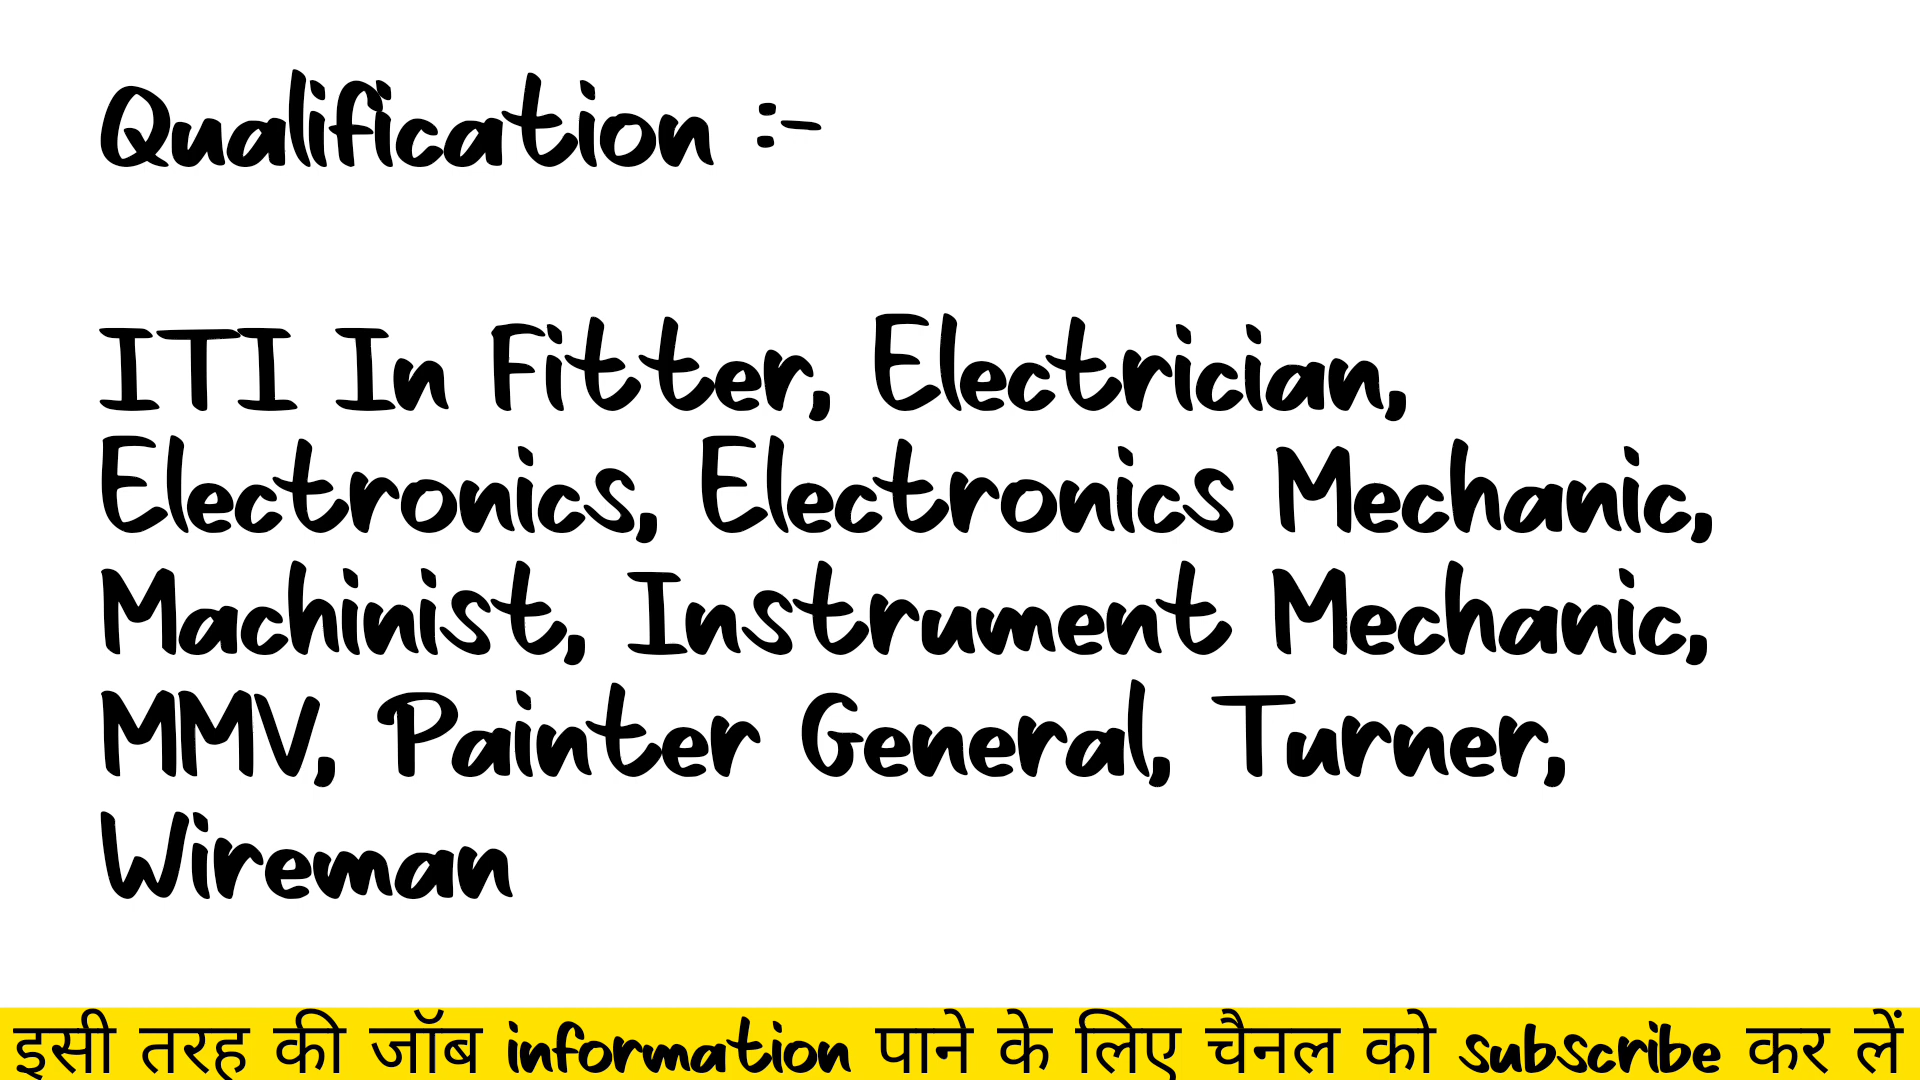 Qualification :-
ITI In Fitter, Electrician,
Electronics, Electronics Mechanic,
Machinist, Instrument Mechanic,
MMV, Painter General, Turner,
Wireman
इसी तरह की जॉब information पाने के लिए चैनल को subscribe कर लें